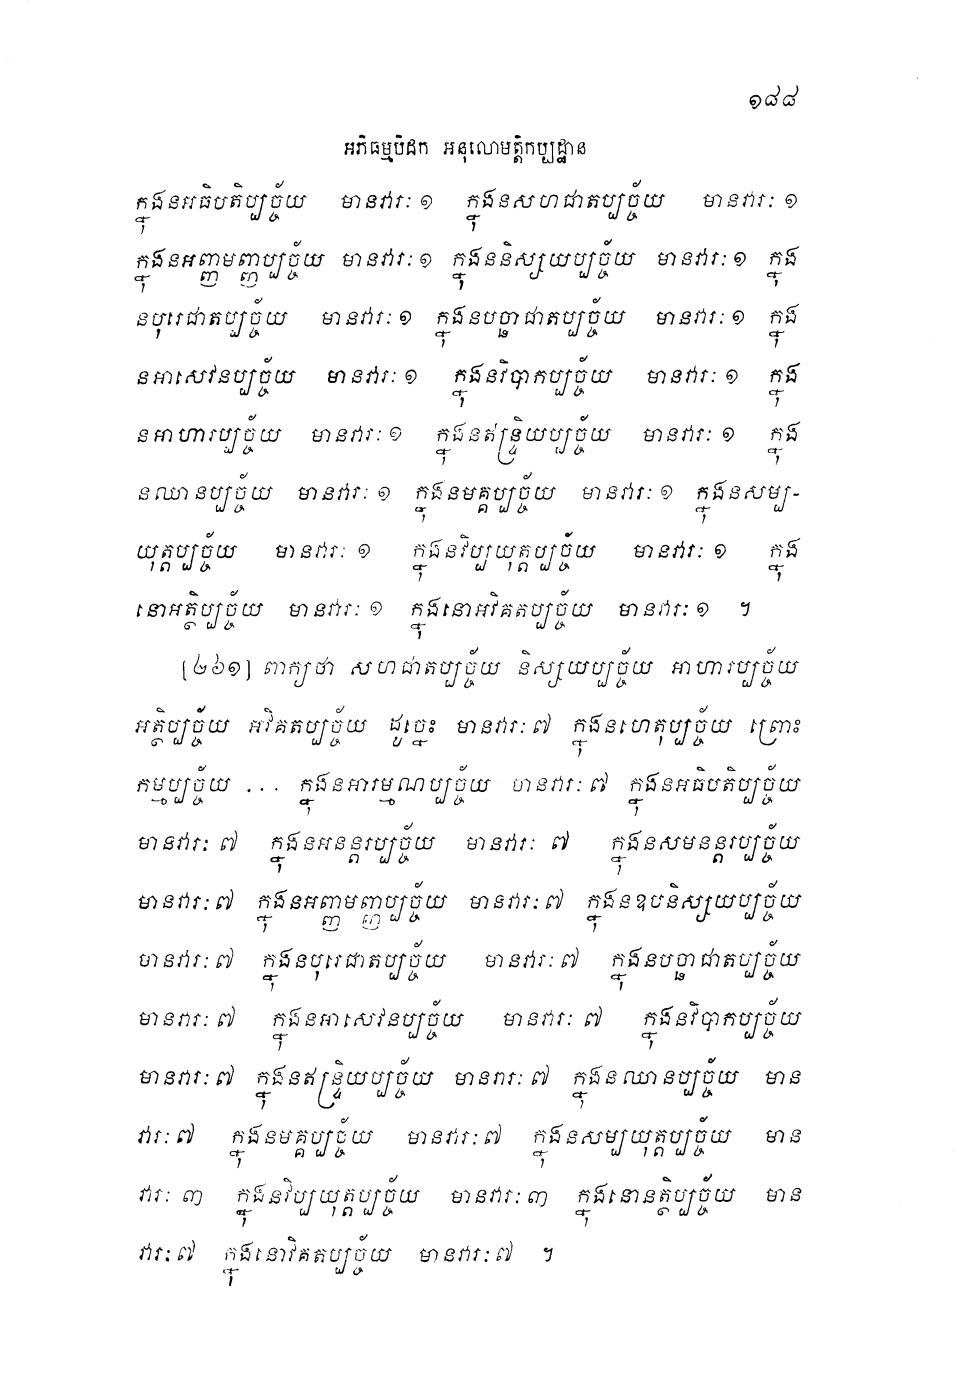 ១៨៨
អភិធម្មបិដក អនុលោមត្តិកប្បដ្ឋាន
ក្នុងនអធិបតិប្បច្ច័យ មានវារៈ ១ ក្នុងនសហជាតប្បច្ច័យ មានវារៈ ១
ក្នុងនអញ្ញាមញ្ញប្បច្ច័យ មានវារៈ ១ ក្នុងននិស្សយប្បច្ច័យ មានវារៈ ១ ក្នុង
នបុរេជាតប្បច្ច័យ មានវារៈ ១ ក្នុងនបច្ឆាជាតប្បច្ច័យ មានវារៈ ១ ក្នុង
នអាសេវនប្បច្ច័យ មានវារៈ ១ ក្នុងនវិបាកប្បច្ច័យ មានវារៈ ១ ក្នុង
នអាហារប្បច្ច័យ មានវារៈ ១ ក្នុងនឥន្ទ្រិយប្បច្ច័យ មានវារៈ ១ ក្នុង
នឈានប្បច្ច័យ មានវារៈ ១ ក្នុងនមគ្គប្បច្ច័យ មានវារៈ ១ ក្នុងនសម្ប-
យុត្តប្បច្ច័យ មានវារៈ ១ ក្នុងនវិប្បយុត្តប្បច្ច័យ មានវារៈ ១ ក្នុង
នោអត្ថិប្បច្ច័យ មានវារៈ ១ ក្នុងនោអវិគតប្បច្ច័យ មានវារៈ ១ ។
[២៦១] ពាក្យថា សហជាតប្បច្ច័យ និស្សយប្បច្ច័យ អាហារប្បច្ច័យ
អត្ថិប្បច្ច័យ អវិគតប្បច្ច័យ ដូច្នេះ មានវារៈ ៧ ក្នុងនហេតុប្បច្ច័យ ព្រោះ
កម្មប្បច្ច័យ ... ក្នុងនអារម្មណប្បច្ច័យ មានវារៈ ៧ ក្នុងនអធិបតិប្បច្ច័យ
មានវារៈ ៧ ក្នុងនអនន្តរប្បច្ច័យ មានវារៈ ៧ ក្នុងនសមនន្តរប្បច្ច័យ
មានវារៈ ៧ ក្នុងនអញ្ញាមញ្ញប្បច្ច័យ មានវារៈ ៧ ក្នុងនឧបនិស្សយប្បច្ច័យ
មានវារៈ ៧ ក្នុងនបុរេជាតប្បច្ច័យ មានវារៈ ៧ ក្នុងនបច្ឆាជាតប្បច្ច័យ
មានវារៈ ៧ ក្នុងនអាសេវនប្បច្ច័យ មានវារៈ ៧ ក្នុងនវិបាកប្បច្ច័យ
មានវារៈ ៧ ក្នុងនឥន្ទ្រិយប្បច្ច័យ មានវារៈ ៧ ក្នុងនឈានប្បច្ច័យ មាន
វារៈ ៧ ក្នុងនមគ្គប្បច្ច័យ មានវារៈ ៧ ក្នុងនសម្បយុត្តប្បច្ច័យ មាន
វារៈ ៣ ក្នុងនវិប្បយុត្តប្បច្ច័យ មានវារៈ ៣ ក្នុងនោនត្ថិប្បច្ច័យ មាន
វារៈ ៧ ក្នុងនោវិគតប្បច្ច័យ មានវារៈ ៧ ។